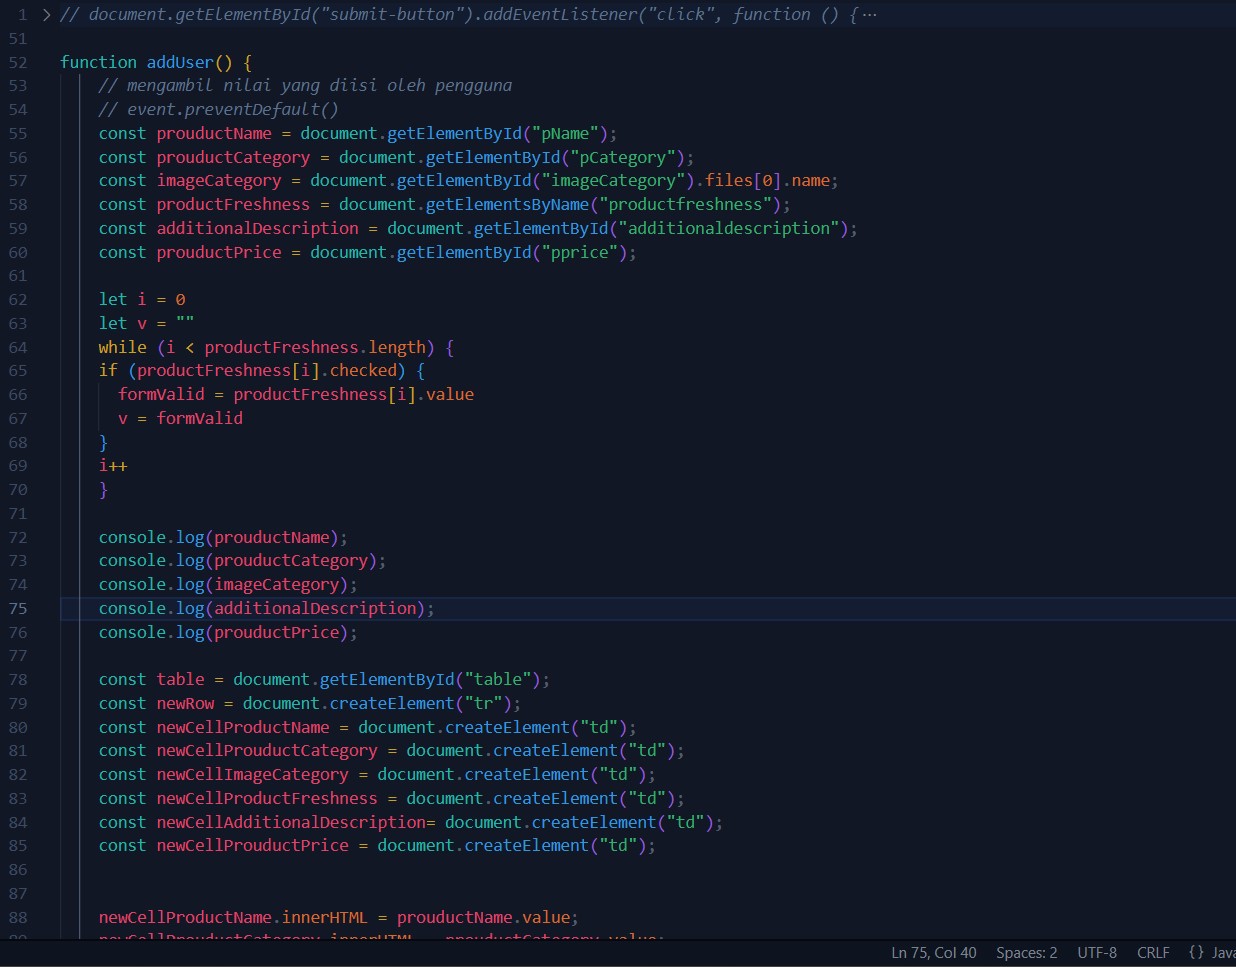 1 > // document.getElementById("submit-button").addEventListener("click", function () {···
51
52 function addUser() {
53 // mengambil nilai yang diisi oleh pengguna
54 // event.preventDefault()
55 const prouductName = document.getElementById("pName");
56 const prouductCategory = document.getElementById("pCategory");
57 const imageCategory = document.getElementById("imageCategory").files[0].name;
58 const productFreshness = document.getElementsByName("productfreshness");
59 const additionalDescription = document.getElementById("additionaldescription");
60 const prouductPrice = document.getElementById("pprice");
61
62 let i = 0
63 let v = ""
64 while (i < productFreshness.length) {
65 if (productFreshness[i].checked) {
66 formValid = productFreshness[i].value
67 v = formValid
68 }
69 i++
70 }
71
72 console.log(prouductName);
73 console.log(prouductCategory);
74 console.log(imageCategory);
75 console.log(additionalDescription);
76 console.log(prouductPrice);
77
78 const table = document.getElementById("table");
79 const newRow = document.createElement("tr");
80 const newCellProductName = document.createElement("td");
81 const newCellProuductCategory = document.createElement("td");
82 const newCellImageCategory = document.createElement("td");
83 const newCellProductFreshness = document.createElement("td");
84 const newCellAdditionalDescription= document.createElement("td");
85 const newCellProuductPrice = document.createElement("td");
86
87
88 newCellProductName.innerHTML = prouductName.value;
Ln 75, Col 40 Spaces: 2 UTF-8 CRLF {} Java